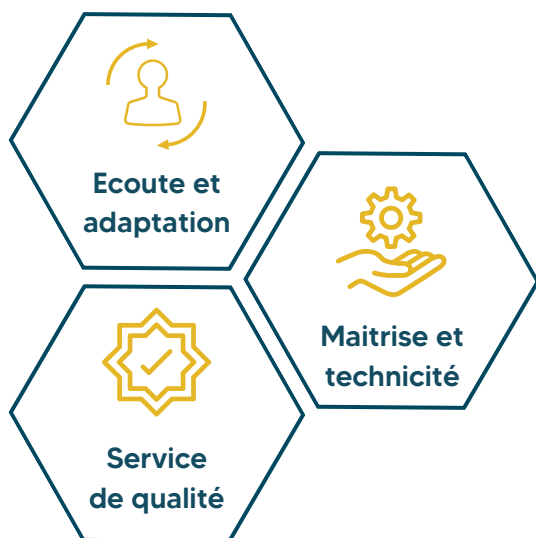 Ecoute et
adaptation
Maitrise et
technicité
Service
de qualité